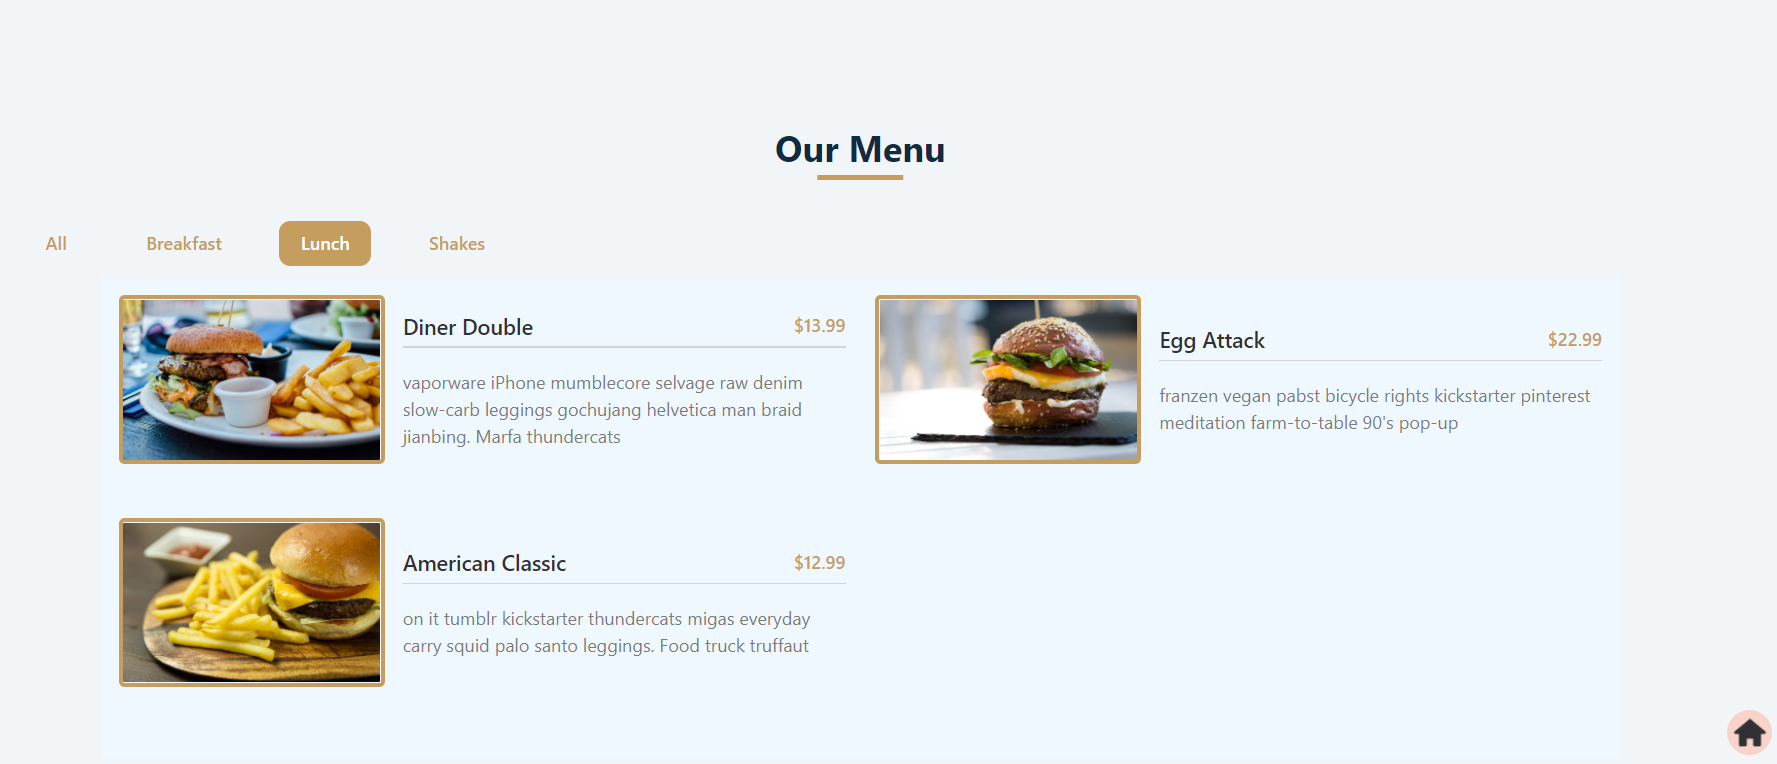 Our Menu
All
Breakfast
Lunch
Shakes
Diner Double
$13.99
vaporware iPhone mumblecore selvage raw denim
slow-carb leggings gochujang helvetica man braid
jianbing. Marfa thundercats
Egg Attack
$22.99
franzen vegan pabst bicycle rights kickstarter pinterest
meditation farm-to-table 90's pop-up
American Classic
$12.99
on it tumblr kickstarter thundercats migas everyday
carry squid palo santo leggings. Food truck truffaut